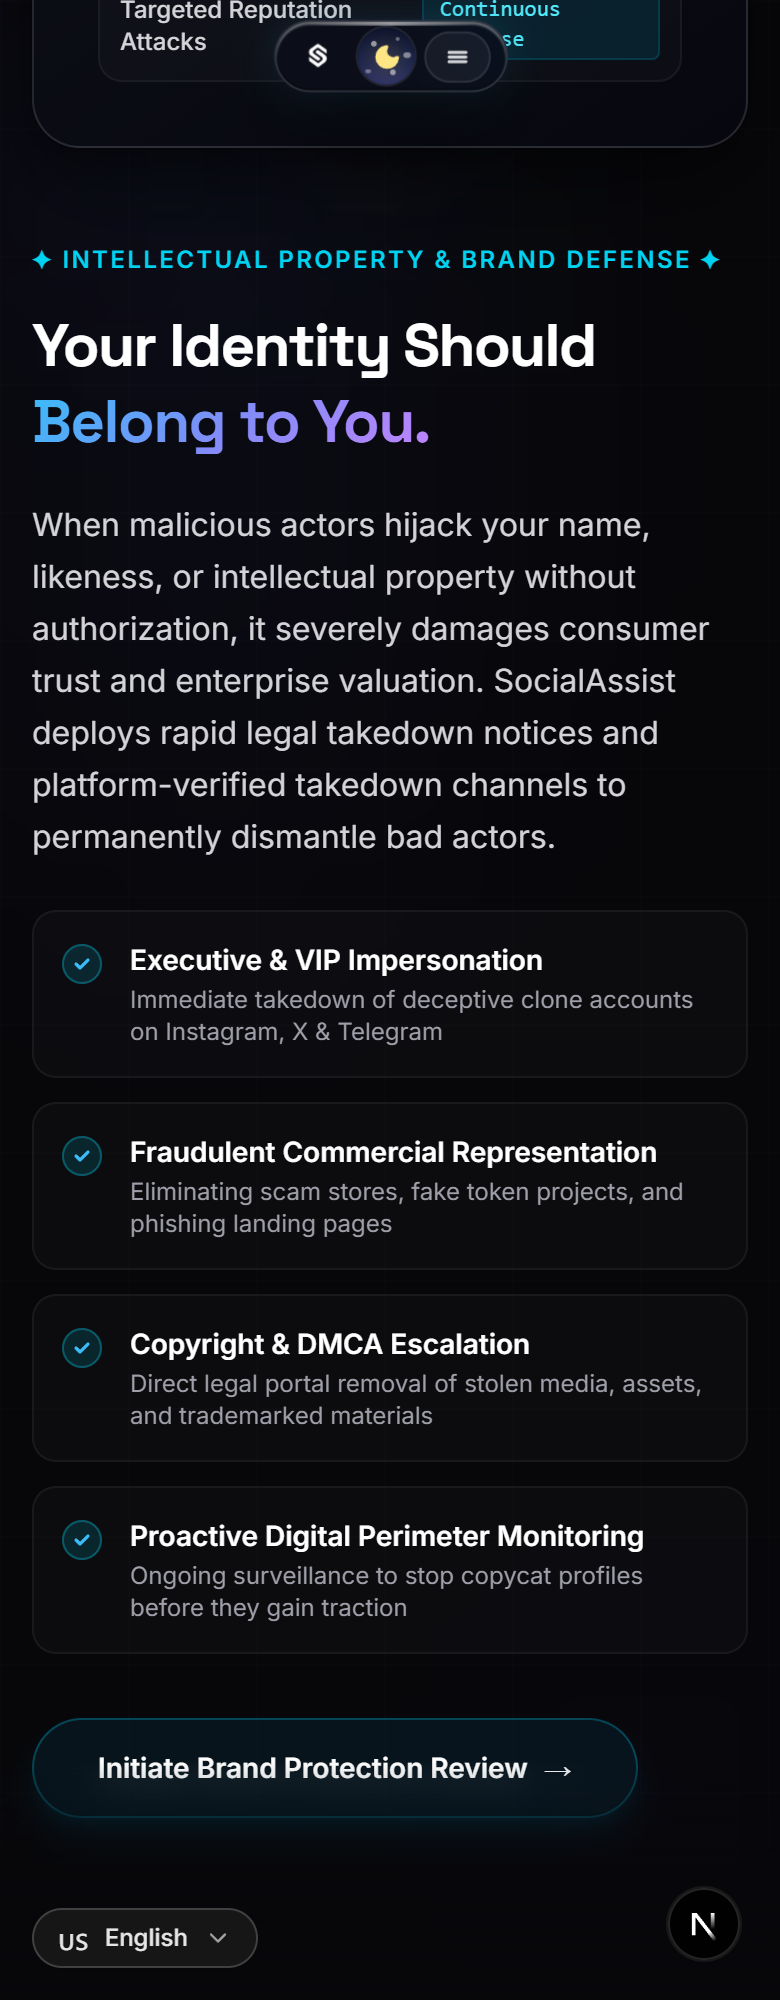 Targeted Reputation
Attacks
Continuous
se
✦ INTELLECTUAL PROPERTY & BRAND DEFENSE ✦
Your Identity Should
Belong to You.
When malicious actors hijack your name,
likeness, or intellectual property without
authorization, it severely damages consumer
trust and enterprise valuation. SocialAssist
deploys rapid legal takedown notices and
platform-verified takedown channels to
permanently dismantle bad actors.
Executive & VIP Impersonation
Immediate takedown of deceptive clone accounts
on Instagram, X & Telegram
Fraudulent Commercial Representation
Eliminating scam stores, fake token projects, and
phishing landing pages
Copyright & DMCA Escalation
Direct legal portal removal of stolen media, assets,
and trademarked materials
Proactive Digital Perimeter Monitoring
Ongoing surveillance to stop copycat profiles
before they gain traction
Initiate Brand Protection Review →
US English
N